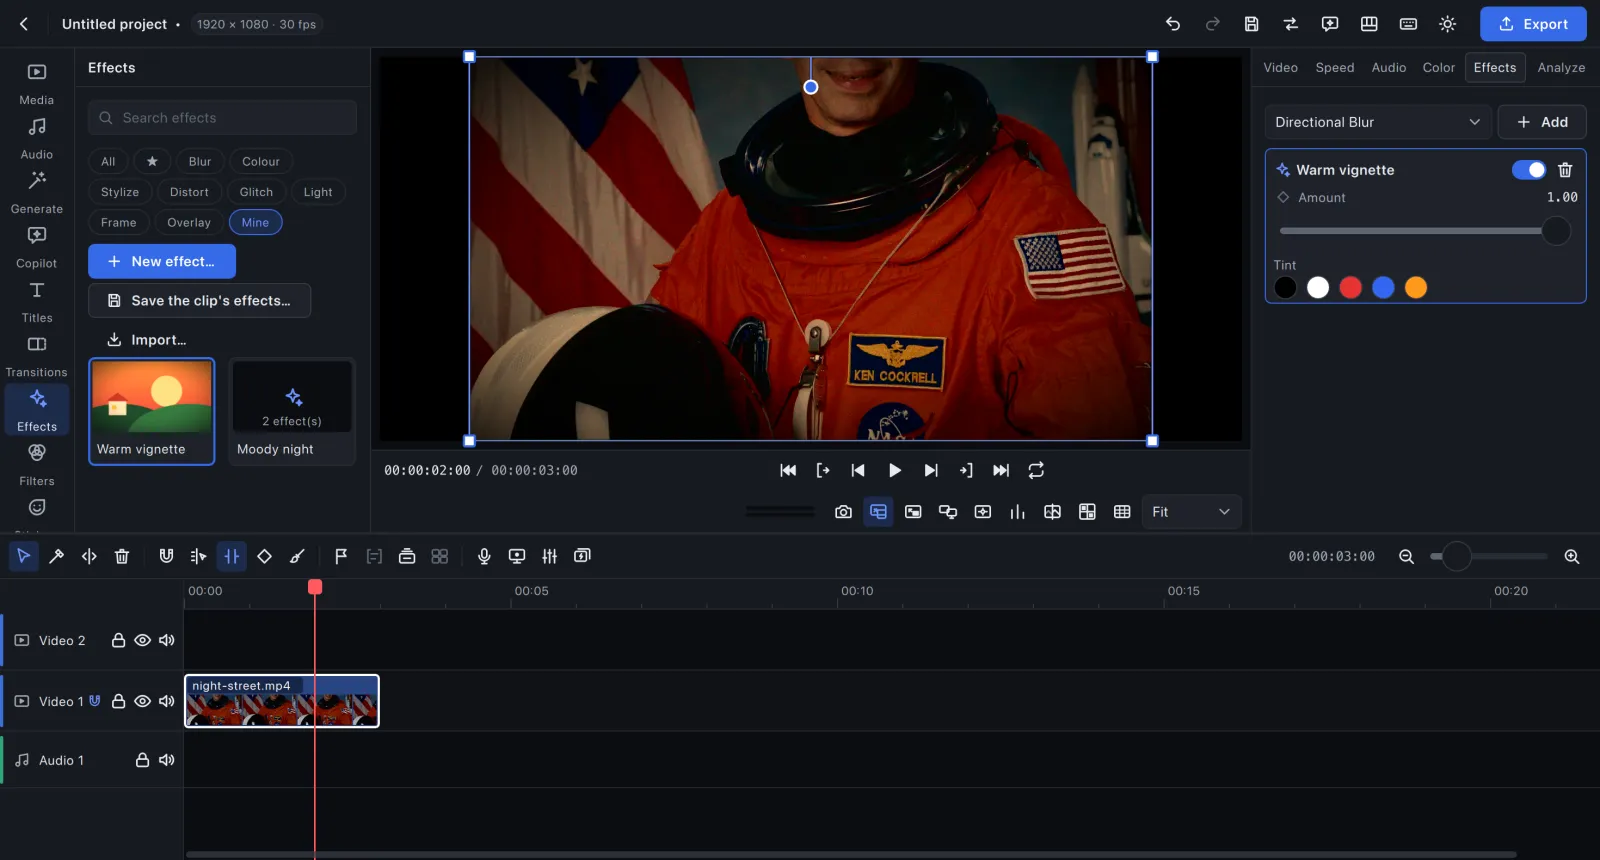 Untitled project • 1920 × 1080 · 30 fps
Export
Media
Audio
Generate
Copilot
Titles
Transitions
Effects
Filters
Effects
Search effects
All ★ Blur Colour
Stylize Distort Glitch Light
Frame Overlay Mine
New effect…
Save the clip's effects…
Import…
Warm vignette
2 effect(s)
Moody night
KEN COCKRELL
00:00:02:00 / 00:00:03:00
Fit
Video Speed Audio Color Effects Analyze
Directional Blur
Add
Warm vignette
Amount 1.00
Tint
00:00:03:00
00:00 00:05 00:10 00:15 00:20
Video 2
Video 1
night-street.mp4
Audio 1